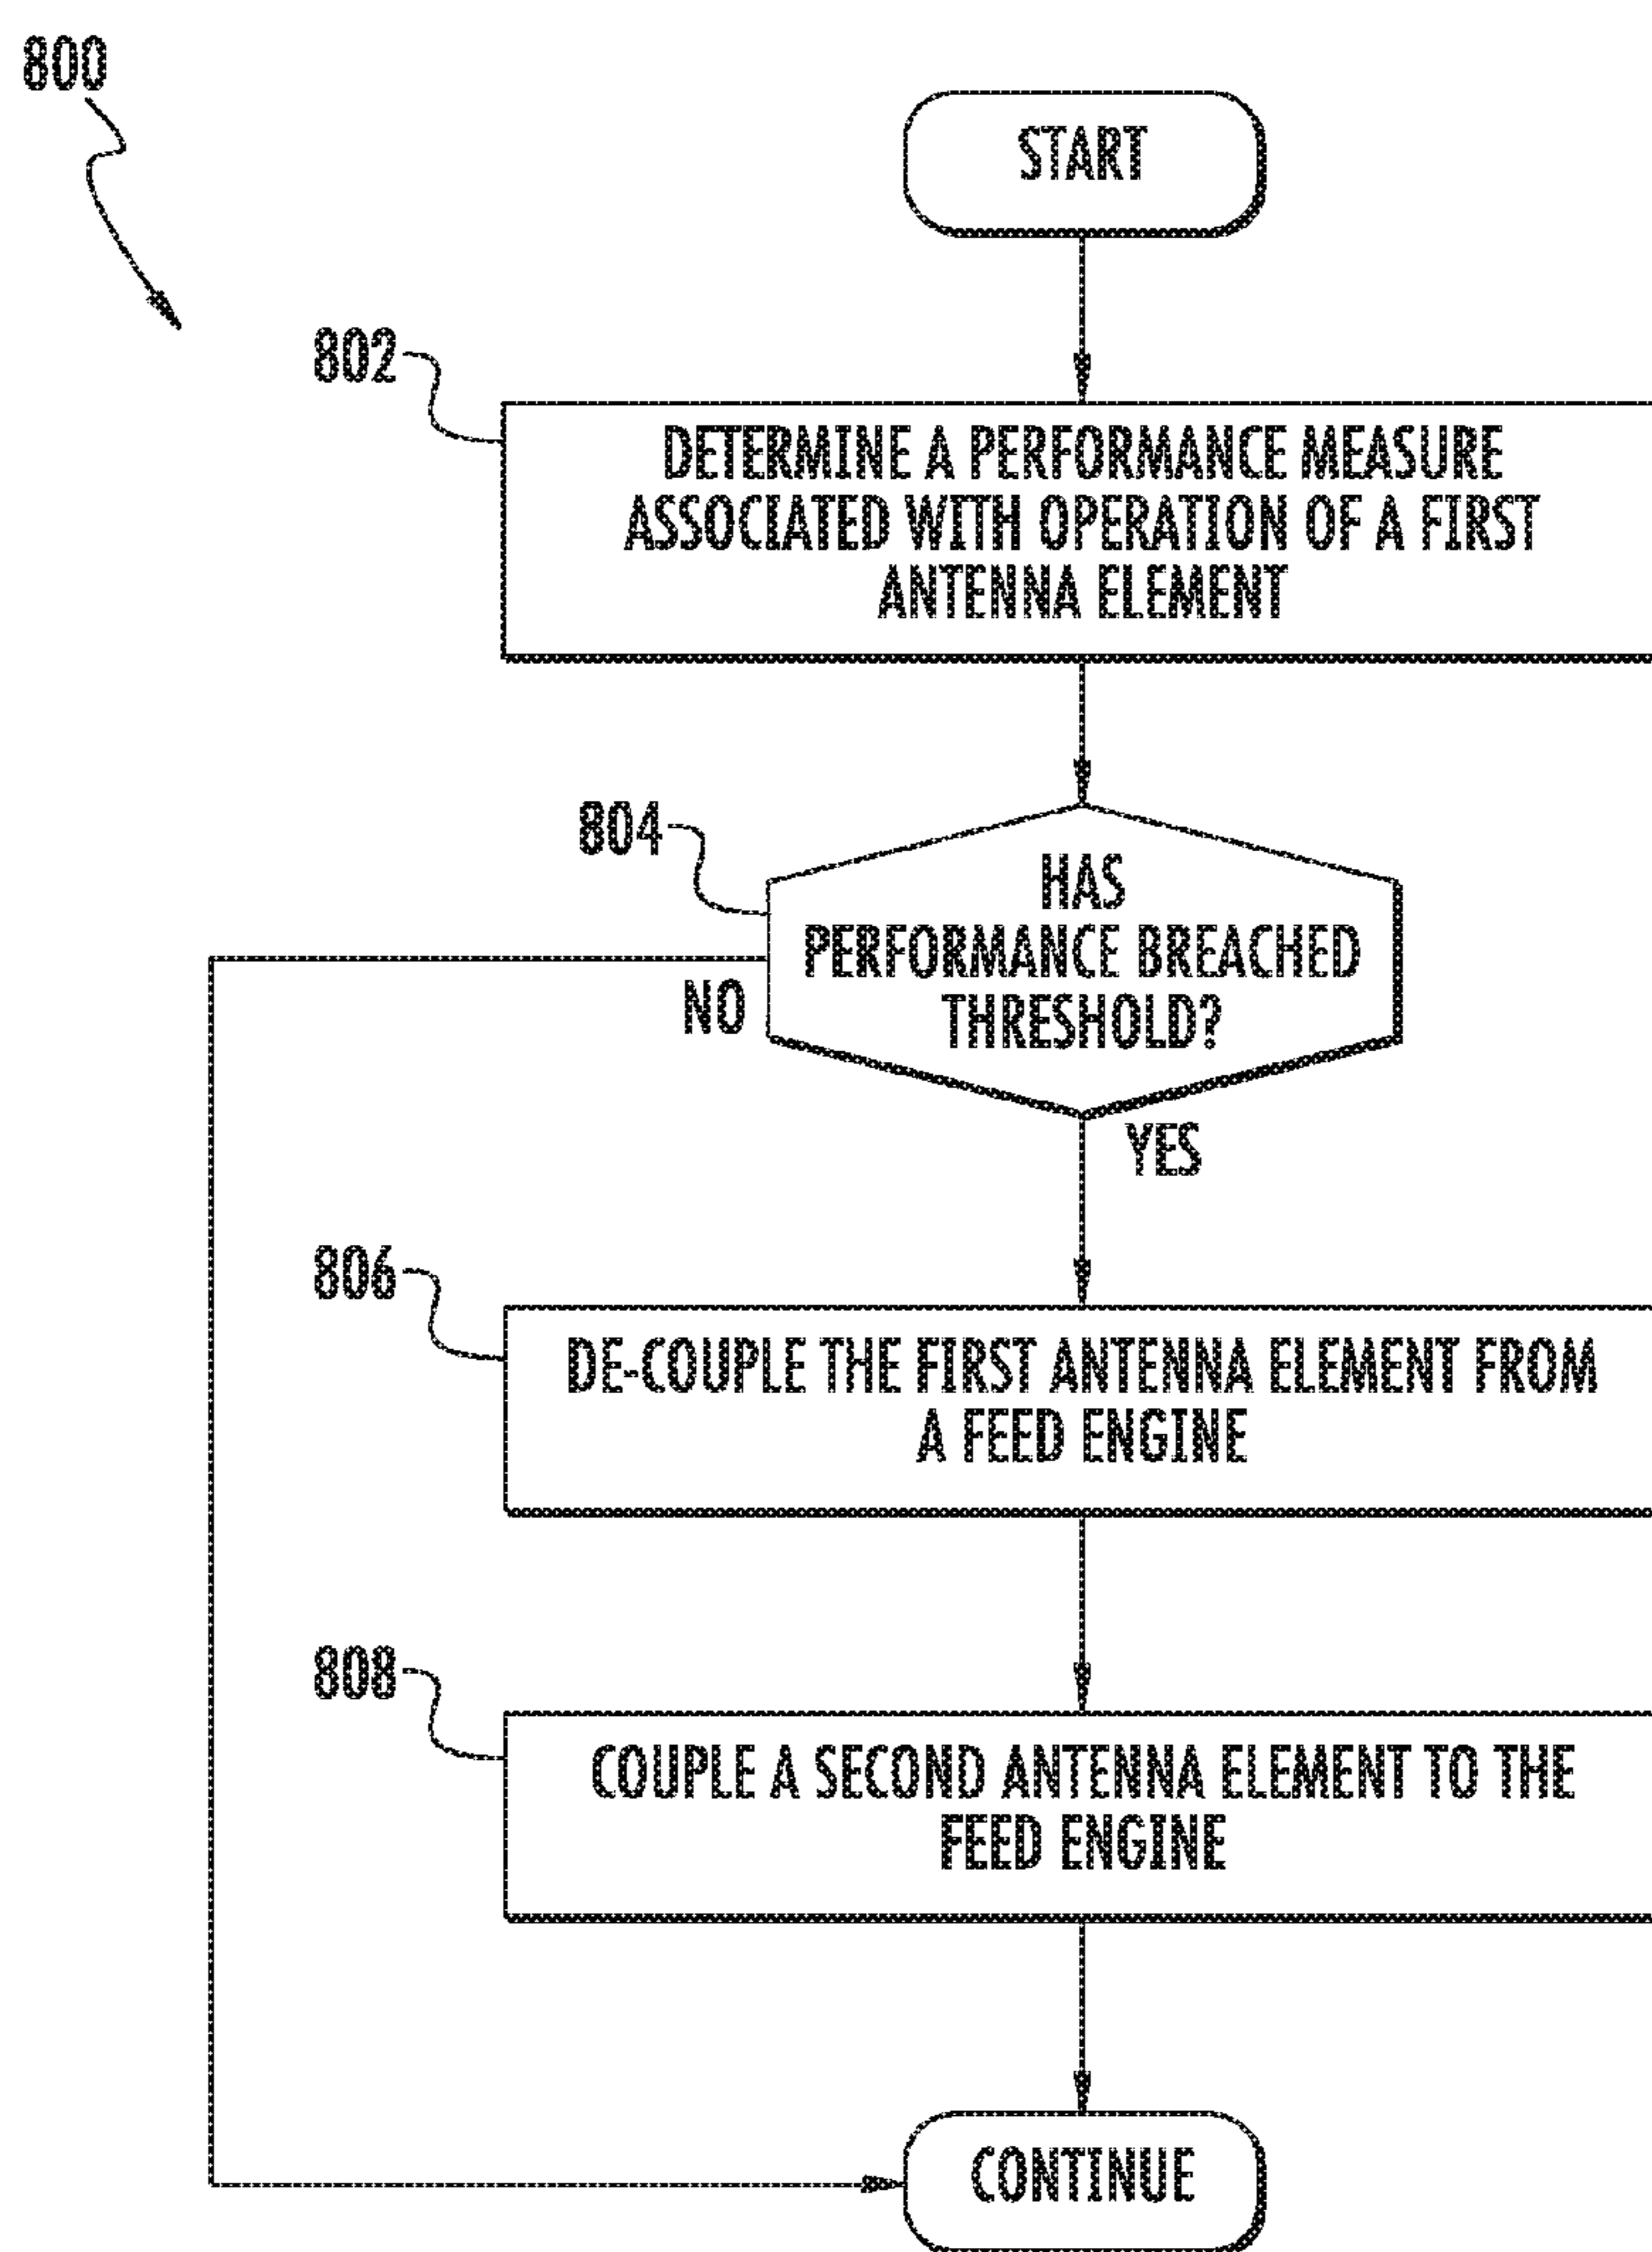 800
START
802
DETERMINE A PERFORMANCE MEASURE
ASSOCIATED WITH OPERATION OF A FIRST
ANTENNA ELEMENT
804
HAS
PERFORMANCE BREACHED
THRESHOLD?
NO
YES
806
DE-COUPLE THE FIRST ANTENNA ELEMENT FROM
A FEED ENGINE
808
COUPLE A SECOND ANTENNA ELEMENT TO THE
FEED ENGINE
CONTINUE